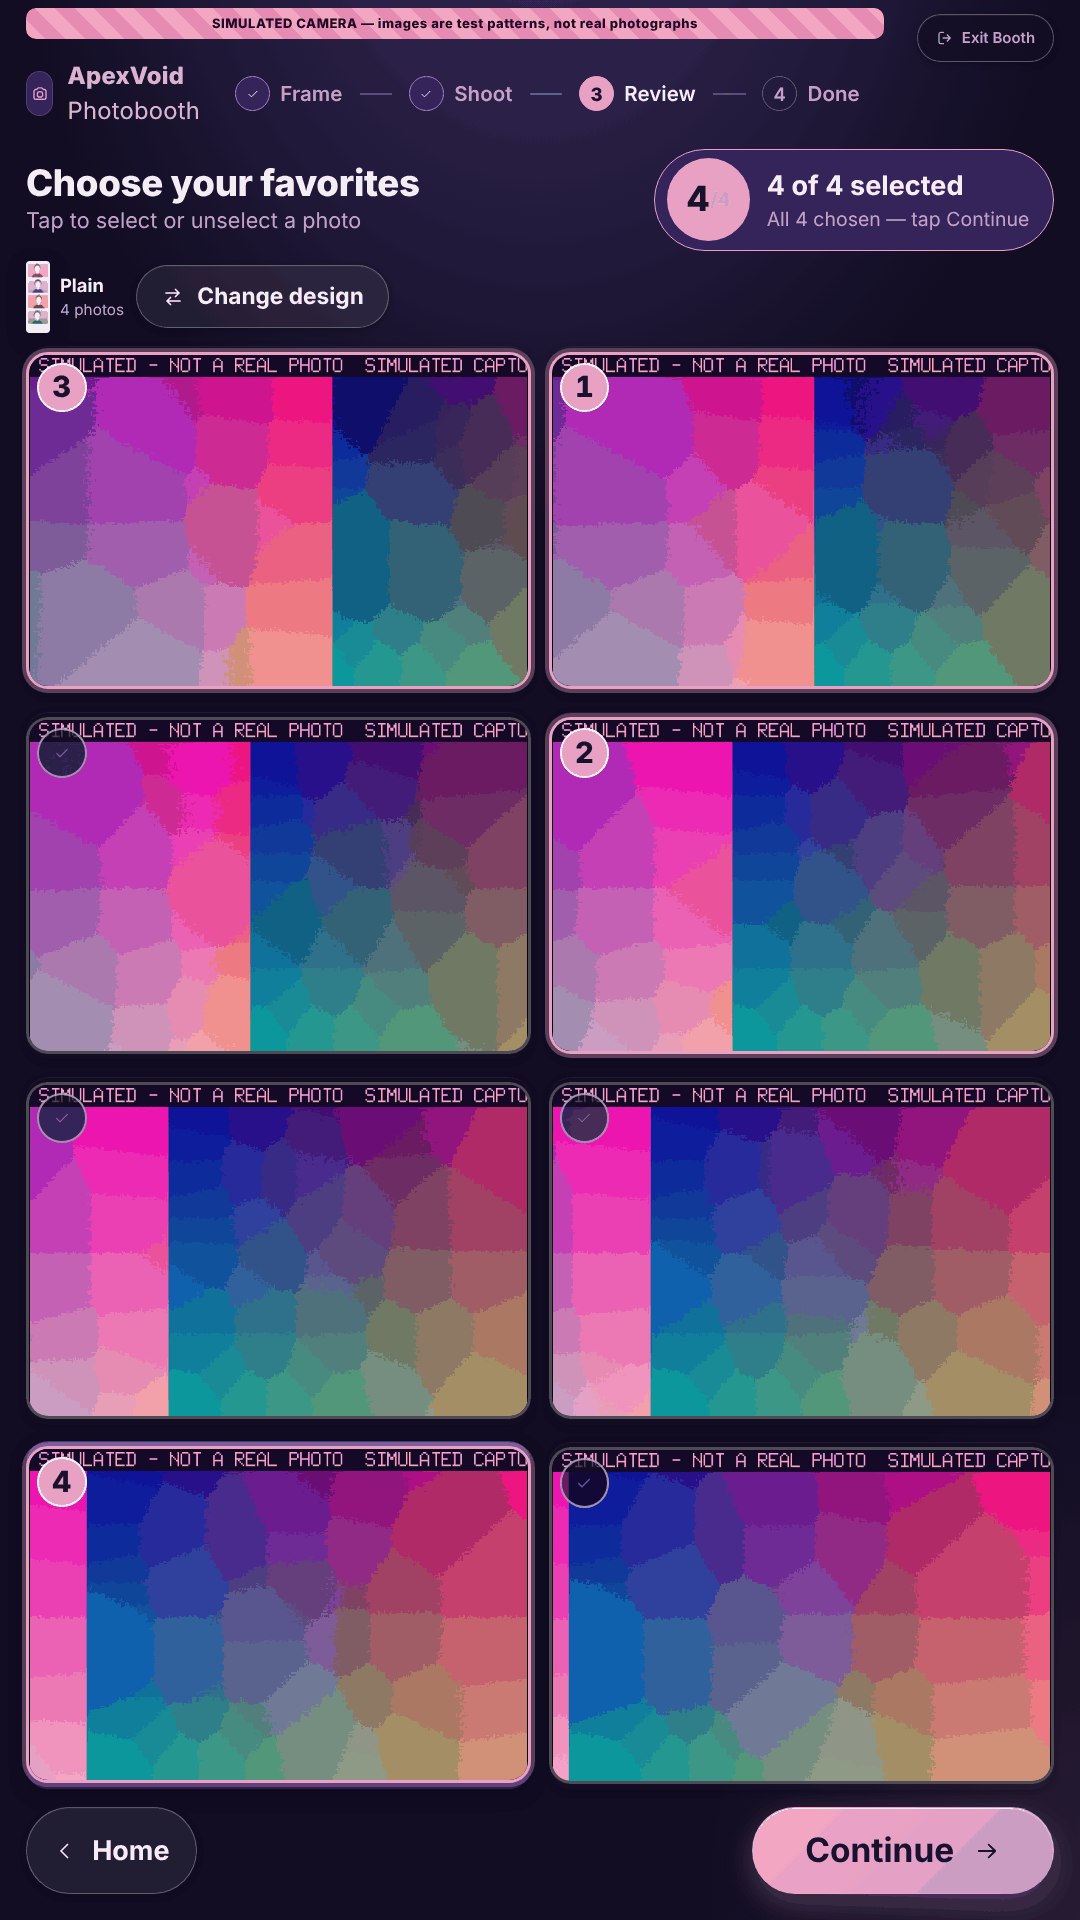 SIMULATED CAMERA — images are test patterns, not real photographs
Exit Booth
ApexVoid
Photobooth
Frame
Shoot
3 Review
4 Done
Choose your favorites
Tap to select or unselect a photo
4/4
4 of 4 selected
All 4 chosen — tap Continue
Plain
4 photos
Change design
SIMULATED - NOT A REAL PHOTO SIMULATED CAPTU
3
SIMULATED - NOT A REAL PHOTO SIMULATED CAPTU
1
SIMULATED - NOT A REAL PHOTO SIMULATED CAPTU
SIMULATED - NOT A REAL PHOTO SIMULATED CAPTU
2
SIMULATED - NOT A REAL PHOTO SIMULATED CAPTU
SIMULATED - NOT A REAL PHOTO SIMULATED CAPTU
SIMULATED - NOT A REAL PHOTO SIMULATED CAPTU
4
SIMULATED - NOT A REAL PHOTO SIMULATED CAPTU
Home
Continue